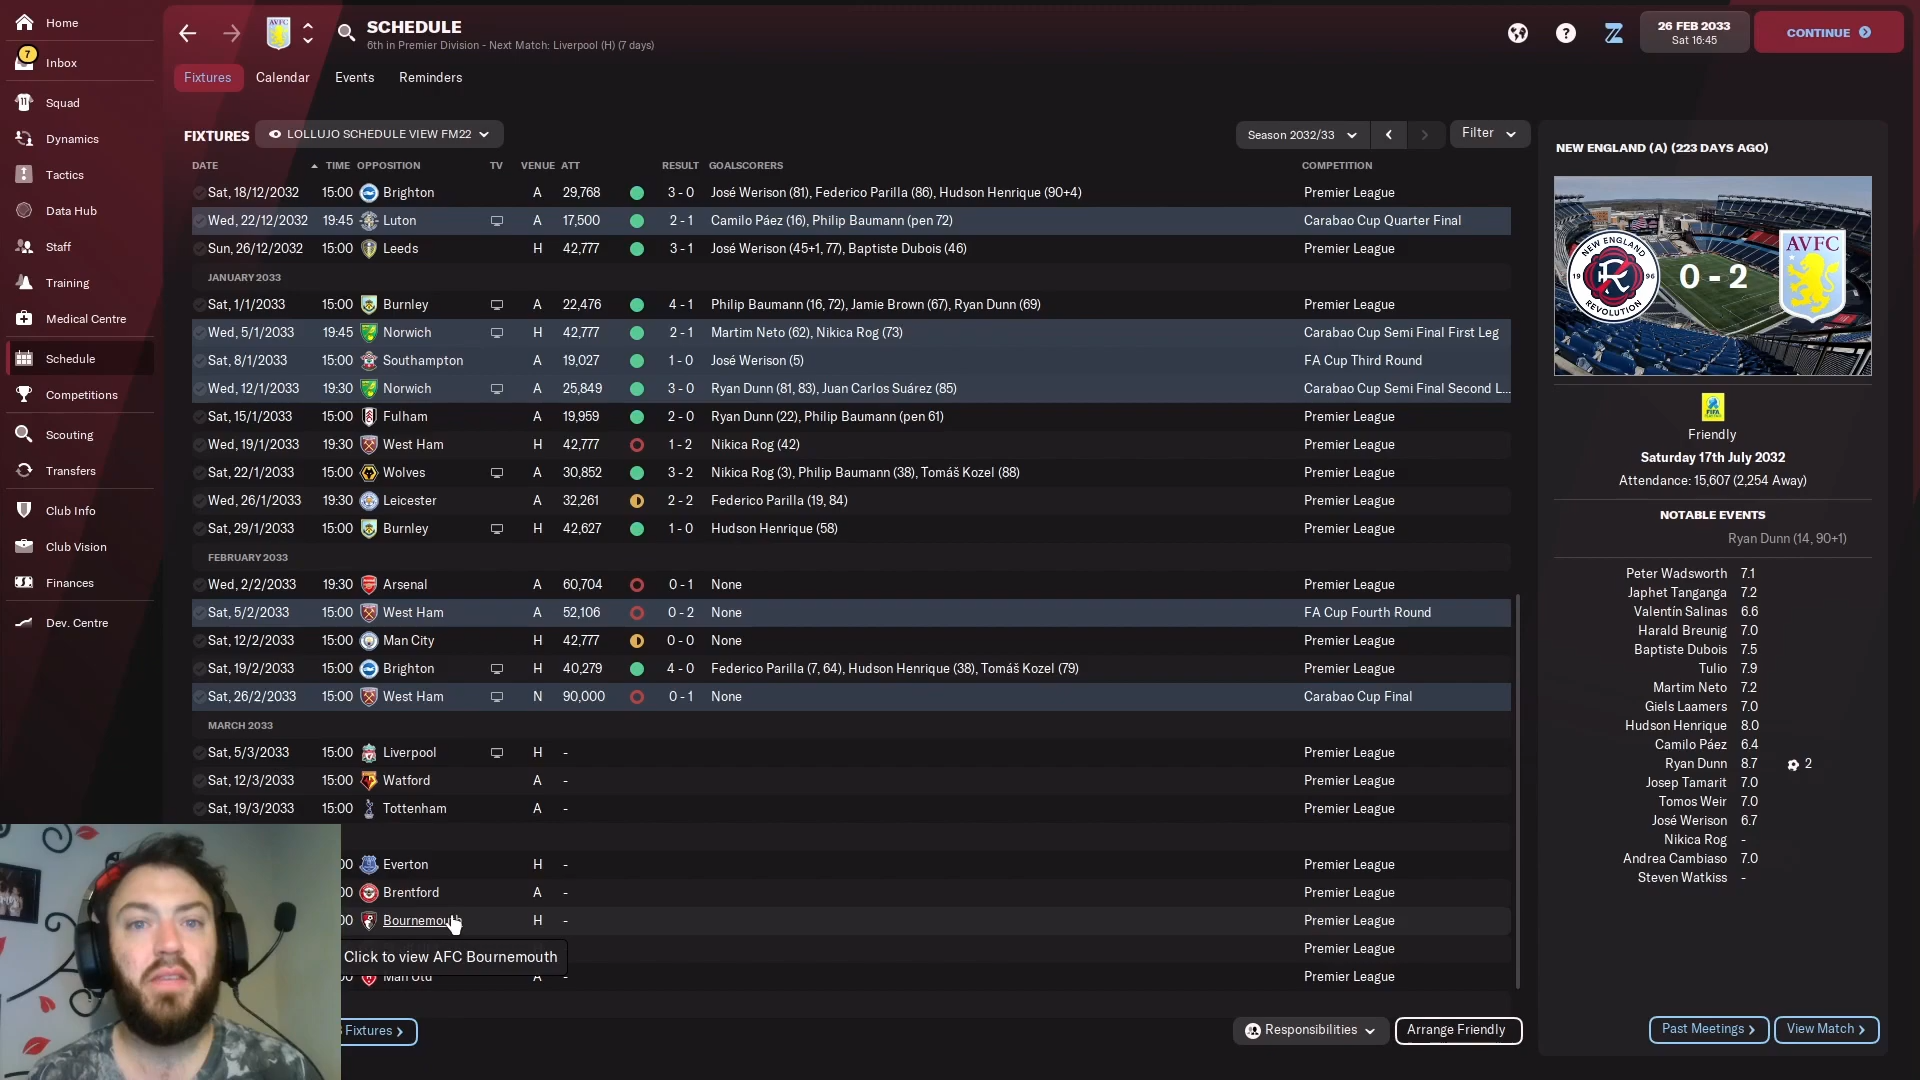 Home
7
Inbox
Squad
Dynamics
Tactics
Data Hub
Staff
Training
Medical Centre
Schedule
Competitions
Scouting
Transfers
Club Info
Club Vision
Finances
Dev. Centre
AVFC
SCHEDULE
6th in Premier Division - Next Match: Liverpool (H) (7 days)
26 FEB 2033
Sat 16:45
CONTINUE
Fixtures Calendar Events Reminders
FIXTURES LOLLUJO SCHEDULE VIEW FM22 Season 2032/33 Filter
DATE TIME OPPOSITION TV VENUE ATT RESULT GOALSCORERS COMPETITION
Sat, 18/12/2032 15:00 Brighton A 29,768 3 - 0 José Werison (81), Federico Parilla (86), Hudson Henrique (90+4) Premier League
Wed, 22/12/2032 19:45 Luton A 17,500 2 - 1 Camilo Páez (16), Philip Baumann (pen 72) Carabao Cup Quarter Final
Sun, 26/12/2032 15:00 Leeds H 42,777 3 - 1 José Werison (45+1, 77), Baptiste Dubois (46) Premier League
JANUARY 2033
Sat, 1/1/2033 15:00 Burnley A 22,476 4 - 1 Philip Baumann (16, 72), Jamie Brown (67), Ryan Dunn (69) Premier League
Wed, 5/1/2033 19:45 Norwich H 42,777 2 - 1 Martim Neto (62), Nikica Rog (73) Carabao Cup Semi Final First Leg
Sat, 8/1/2033 15:00 Southampton A 19,027 1 - 0 José Werison (5) FA Cup Third Round
Wed, 12/1/2033 19:30 Norwich A 25,849 3 - 0 Ryan Dunn (81, 83), Juan Carlos Suárez (85) Carabao Cup Semi Final Second L...
Sat, 15/1/2033 15:00 Fulham A 19,959 2 - 0 Ryan Dunn (22), Philip Baumann (pen 61) Premier League
Wed, 19/1/2033 19:30 West Ham H 42,777 1 - 2 Nikica Rog (42) Premier League
Sat, 22/1/2033 15:00 Wolves A 30,852 3 - 2 Nikica Rog (3), Philip Baumann (38), Tomáš Kozel (88) Premier League
Wed, 26/1/2033 19:30 Leicester A 32,261 2 - 2 Federico Parilla (19, 84) Premier League
Sat, 29/1/2033 15:00 Burnley H 42,627 1 - 0 Hudson Henrique (58) Premier League
FEBRUARY 2033
Wed, 2/2/2033 19:30 Arsenal A 60,704 0 - 1 None Premier League
Sat, 5/2/2033 15:00 West Ham A 52,106 0 - 2 None FA Cup Fourth Round
Sat, 12/2/2033 15:00 Man City H 42,777 0 - 0 None Premier League
Sat, 19/2/2033 15:00 Brighton H 40,279 4 - 0 Federico Parilla (7, 64), Hudson Henrique (38), Tomáš Kozel (79) Premier League
Sat, 26/2/2033 15:00 West Ham N 90,000 0 - 1 None Carabao Cup Final
MARCH 2033
Sat, 5/3/2033 15:00 Liverpool H - Premier League
Sat, 12/3/2033 15:00 Watford A - Premier League
Sat, 19/3/2033 15:00 Tottenham A - Premier League
00 Everton H - Premier League
00 Brentford A - Premier League
00 Bournemouth H - Premier League
Click to view AFC Bournemouth - Premier League
Man Utd A - Premier League
Fixtures Responsibilities Arrange Friendly
NEW ENGLAND (A) (223 DAYS AGO)
NEW ENGLAND
19 96
REVOLUTION
0 - 2
AVFC
FIFA
Friendly
Saturday 17th July 2032
Attendance: 15,607 (2,254 Away)
NOTABLE EVENTS
Ryan Dunn (14, 90+1)
Peter Wadsworth 7.1
Japhet Tanganga 7.2
Valentín Salinas 6.6
Harald Breunig 7.0
Baptiste Dubois 7.5
Tulio 7.9
Martim Neto 7.2
Giels Laamers 7.0
Hudson Henrique 8.0
Camilo Páez 6.4
Ryan Dunn 8.7 2
Josep Tamarit 7.0
Tomos Weir 7.0
José Werison 6.7
Nikica Rog -
Andrea Cambiaso 7.0
Steven Watkiss -
Past Meetings View Match